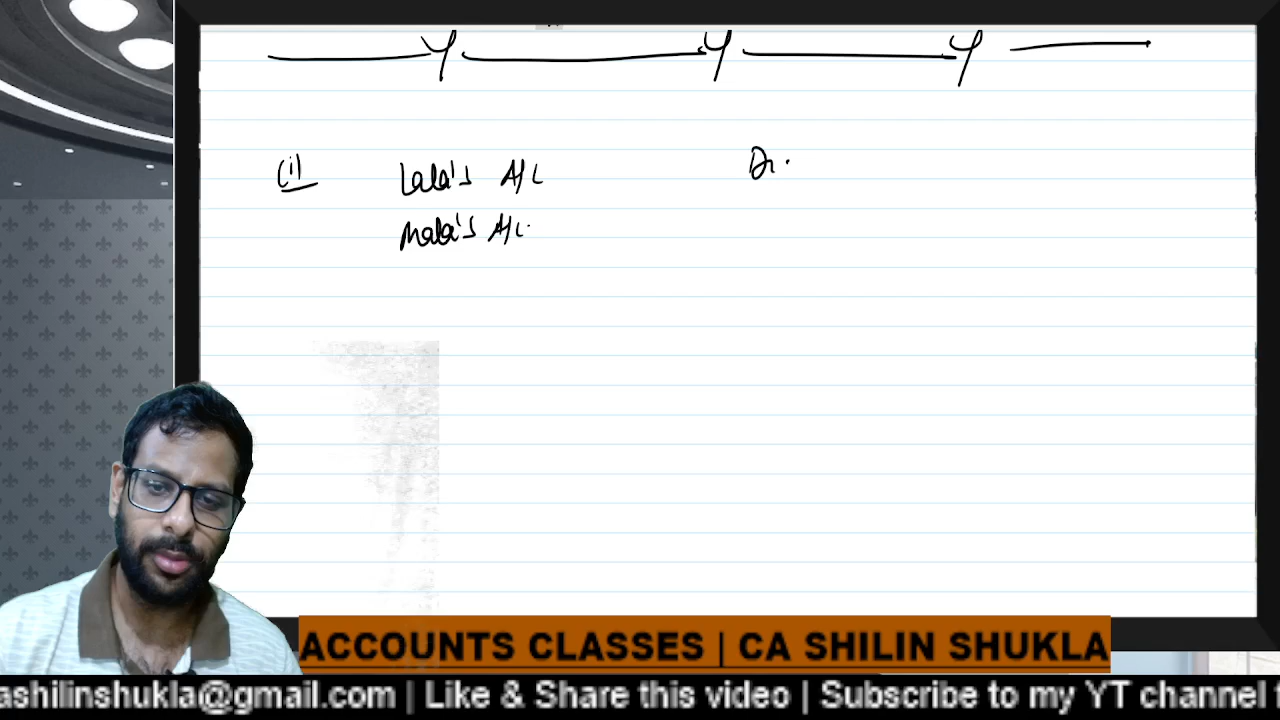 (i) Lala's A/c Dr.
Mala's A/c.
ACCOUNTS CLASSES | CA SHILIN SHUKLA
ashilinshukla@gmail.com | Like & Share this video | Subscribe to my YT channel